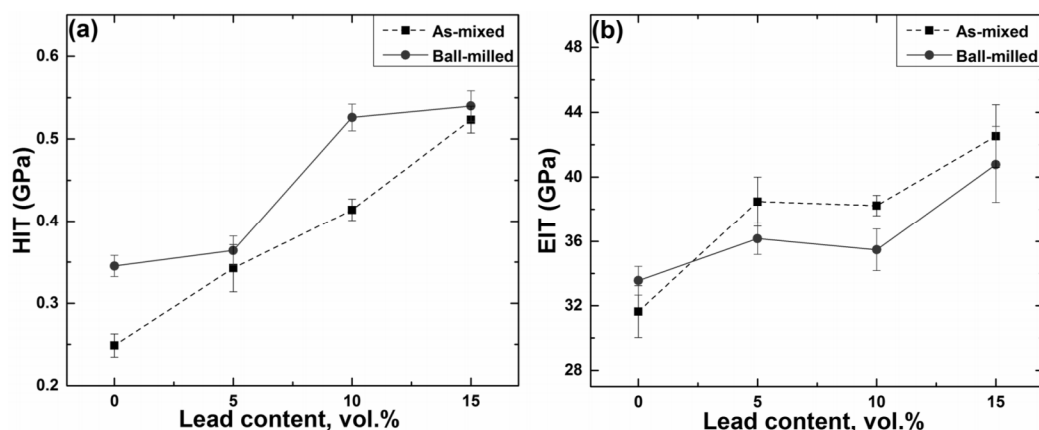 (a)
As-mixed
Ball-milled
0.6
0.5
0.4
0.3
0.2
HIT (GPa)
0 5 10 15
Lead content, vol.%
(b)
As-mixed
Ball-milled
48
44
40
36
32
28
EIT (GPa)
0 5 10 15
Lead content, vol.%